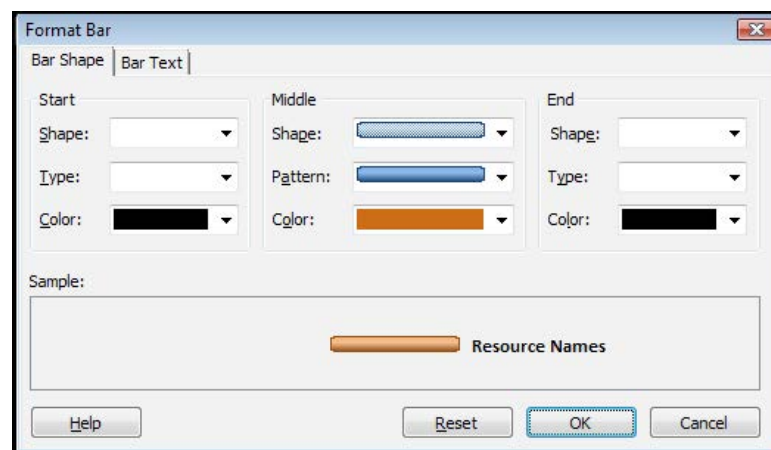 Format Bar
Bar Shape Bar Text
Start Middle End
Shape: Shape: Shape:
Type: Pattern: Type:
Color: Color: Color:
Sample:
Resource Names
Help Reset OK Cancel